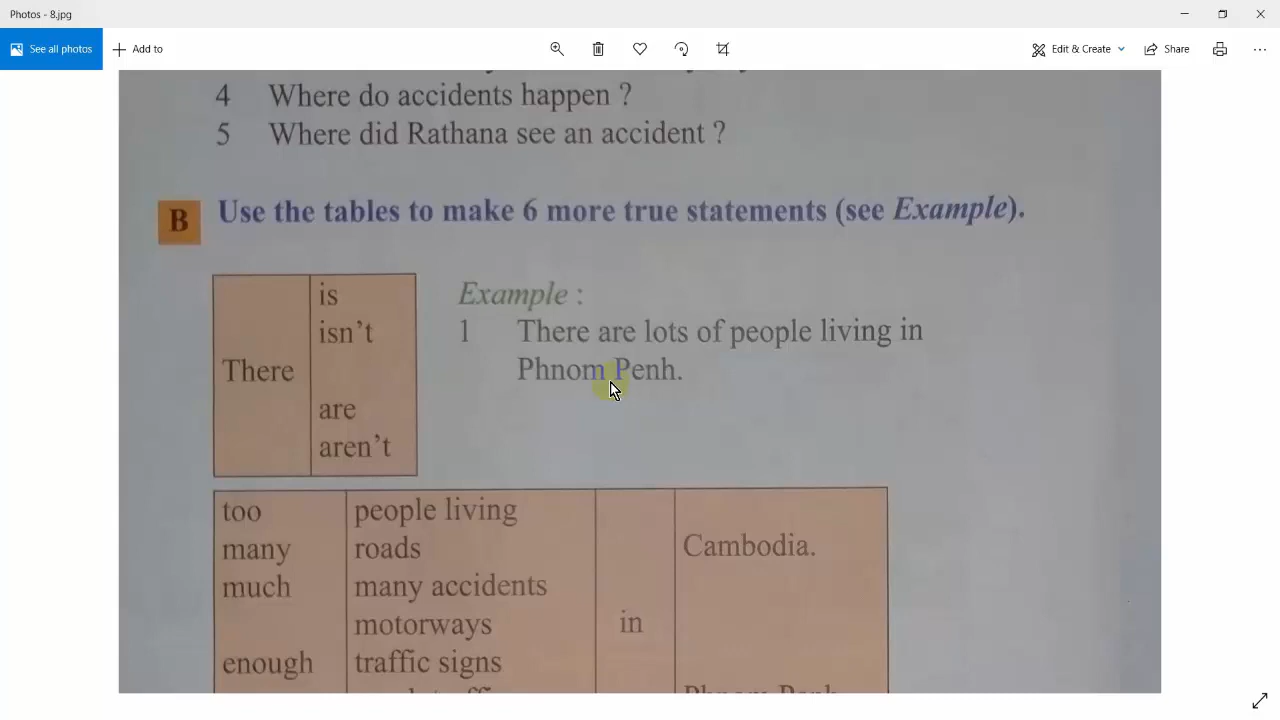 Photos - 8.jpg
See all photos
Add to
Edit & Create
Share
4 Where do accidents happen ?
5 Where did Rathana see an accident ?
B Use the tables to make 6 more true statements (see Example).
There
is
isn't
are
aren't
Example :
1 There are lots of people living in
Phnom Penh.
too
many
much
enough
people living
roads
many accidents
motorways
traffic signs
in
Cambodia.
Phnom Penh